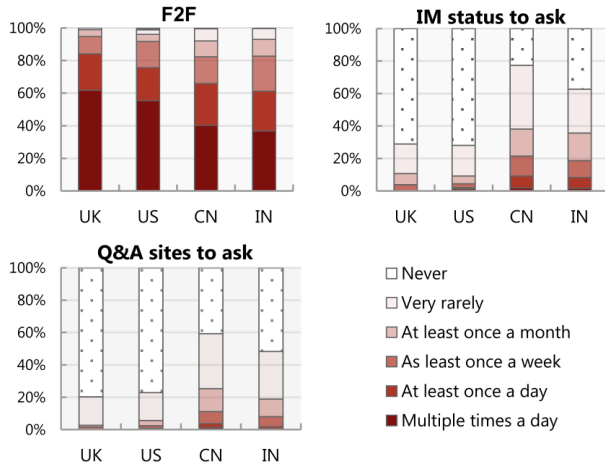 F2F
100%
80%
60%
40%
20%
0%
UK US CN IN
IM status to ask
100%
80%
60%
40%
20%
0%
UK US CN IN
Q&A sites to ask
100%
80%
60%
40%
20%
0%
UK US CN IN
Never
Very rarely
At least once a month
As least once a week
At least once a day
Multiple times a day